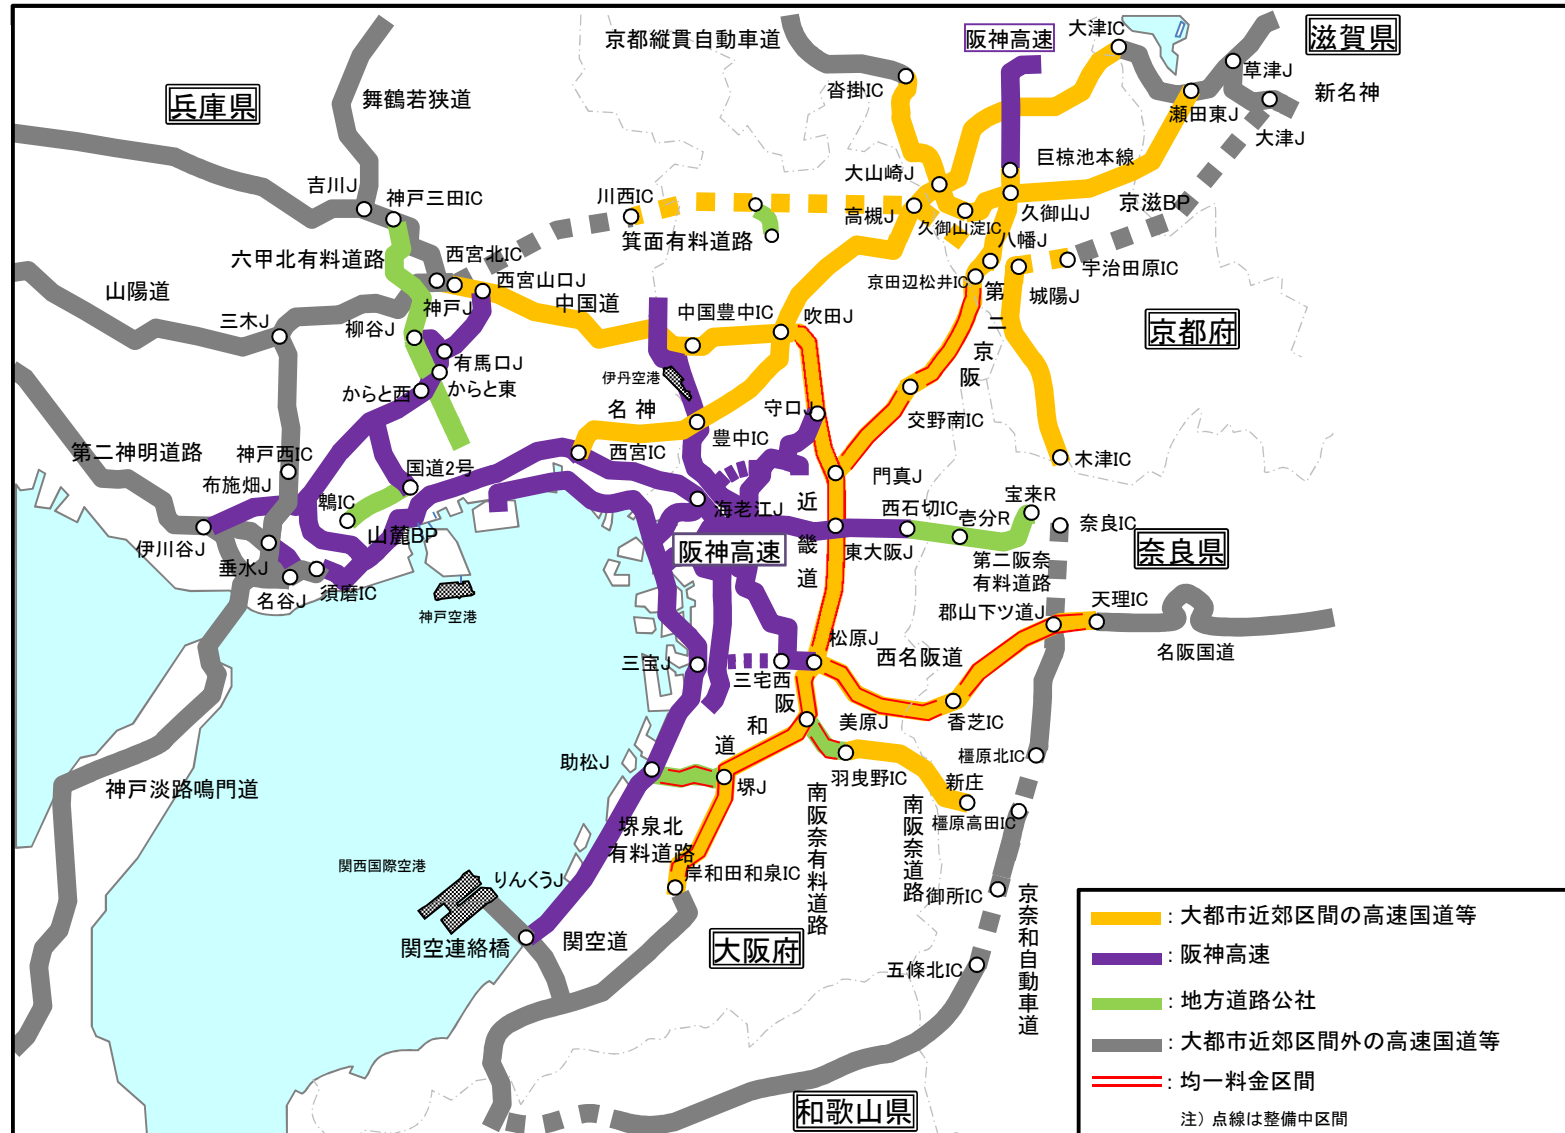 京都縦貫自動車道
阪神高速
大津IC
滋賀県
草津J
兵庫県
舞鶴若狭道
沓掛IC
瀬田東J
新名神
大津J
巨椋池本線
大山崎J
吉川J
神戸三田IC
川西IC
高槻J
久御山淀IC
久御山J
京滋BP
箕面有料道路
八幡J
六甲北有料道路
西宮北IC
西宮山口J
宇治田原IC
京田辺松井IC
城陽J
第二京阪
山陽道
神戸J
中国道
三木J
柳谷J
中国豊中IC
吹田J
京都府
有馬口J
からと西
からと東
伊丹空港
名神
守口J
交野南IC
第二神明道路
神戸西IC
豊中IC
西宮IC
木津IC
布施畑J
国道2号
門真J
鵯IC
近畿道
西石切IC
宝来R
海老江J
壱分R
奈良IC
伊川谷J
山麓BP
阪神高速
東大阪J
第二阪奈
有料道路
奈良県
垂水J
名谷J
須磨IC
神戸空港
郡山下ツ道J
天理IC
松原J
西名阪道
名阪国道
三宝J
三宅西
阪和道
美原J
香芝IC
橿原北IC
助松J
堺J
羽曳野IC
新庄
神戸淡路鳴門道
南阪奈有料道路
南阪奈道路
橿原高田IC
堺泉北
有料道路
関西国際空港
りんくうJ
岸和田和泉IC
御所IC
京奈和自動車道
関空連絡橋
関空道
大阪府
五條北IC
和歌山県
：大都市近郊区間の高速国道等
：阪神高速
：地方道路公社
：大都市近郊区間外の高速国道等
：均一料金区間
注）点線は整備中区間